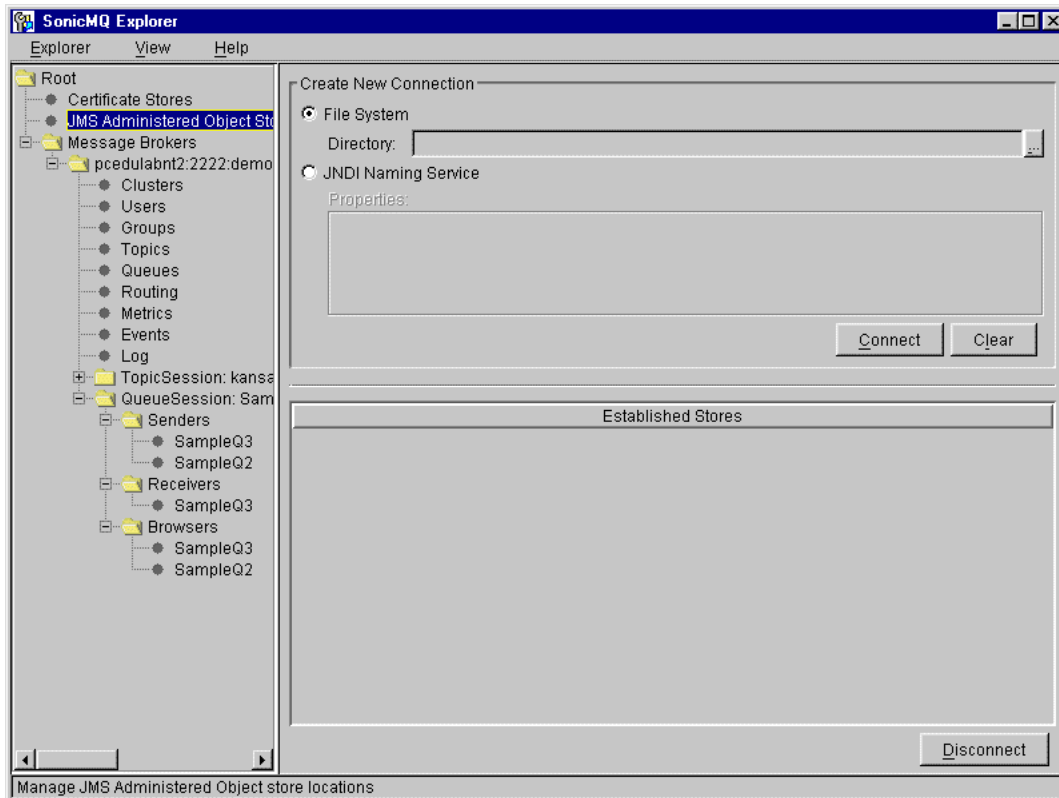 SonicMQ Explorer
Explorer View Help
Root
Certificate Stores
JMS Administered Object Sto
Message Brokers
pcedulabnt2:2222:demo
Clusters
Users
Groups
Topics
Queues
Routing
Metrics
Events
Log
TopicSession: kansa
QueueSession: Sam
Senders
SampleQ3
SampleQ2
Receivers
SampleQ3
Browsers
SampleQ3
SampleQ2
Create New Connection
File System
Directory:
...
JNDI Naming Service
Properties:
Connect Clear
Established Stores
Disconnect
Manage JMS Administered Object store locations